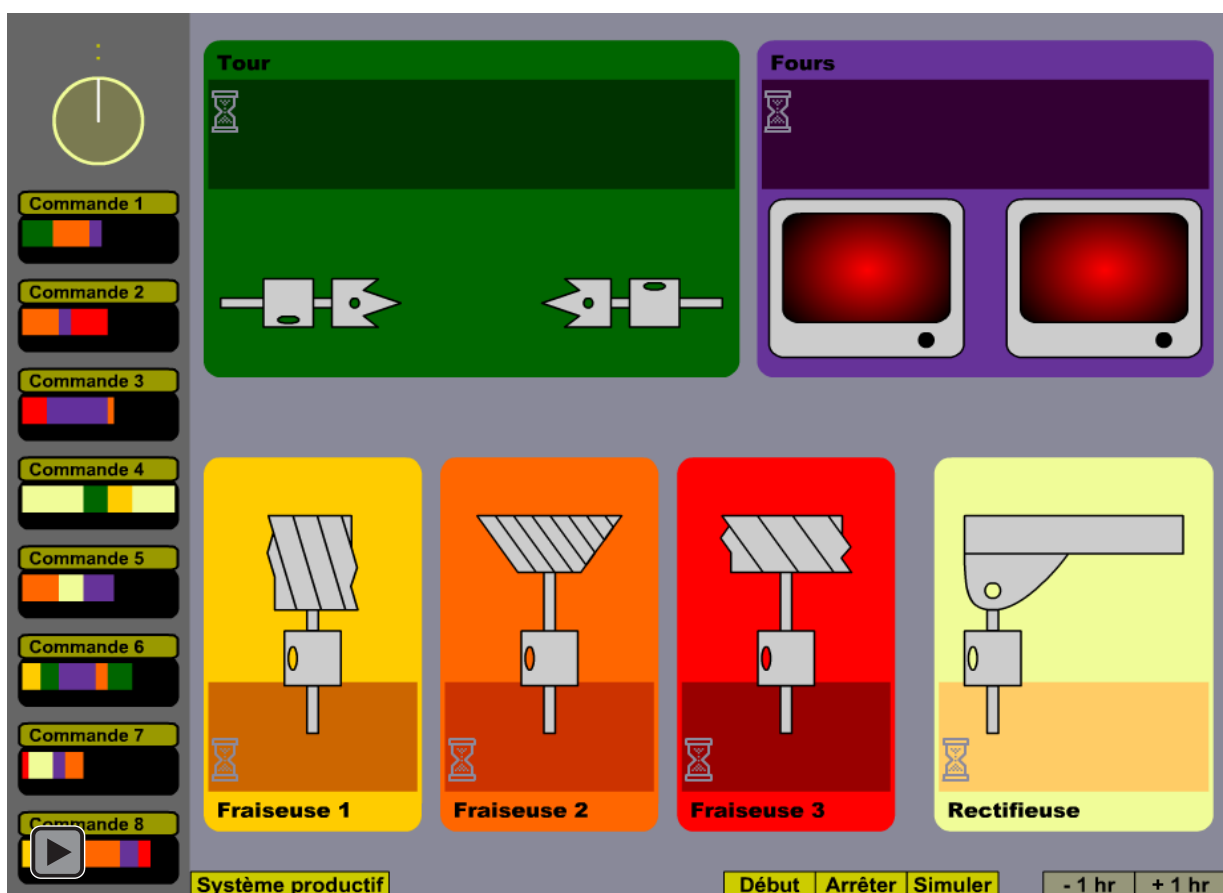 Tour
Fours
Commande 1
Commande 2
Commande 3
Commande 4
Commande 5
Commande 6
Commande 7
Commande 8
Fraiseuse 1
Fraiseuse 2
Fraiseuse 3
Rectifieuse
Système productif
Début
Arrêter
Simuler
- 1 hr
+ 1 hr